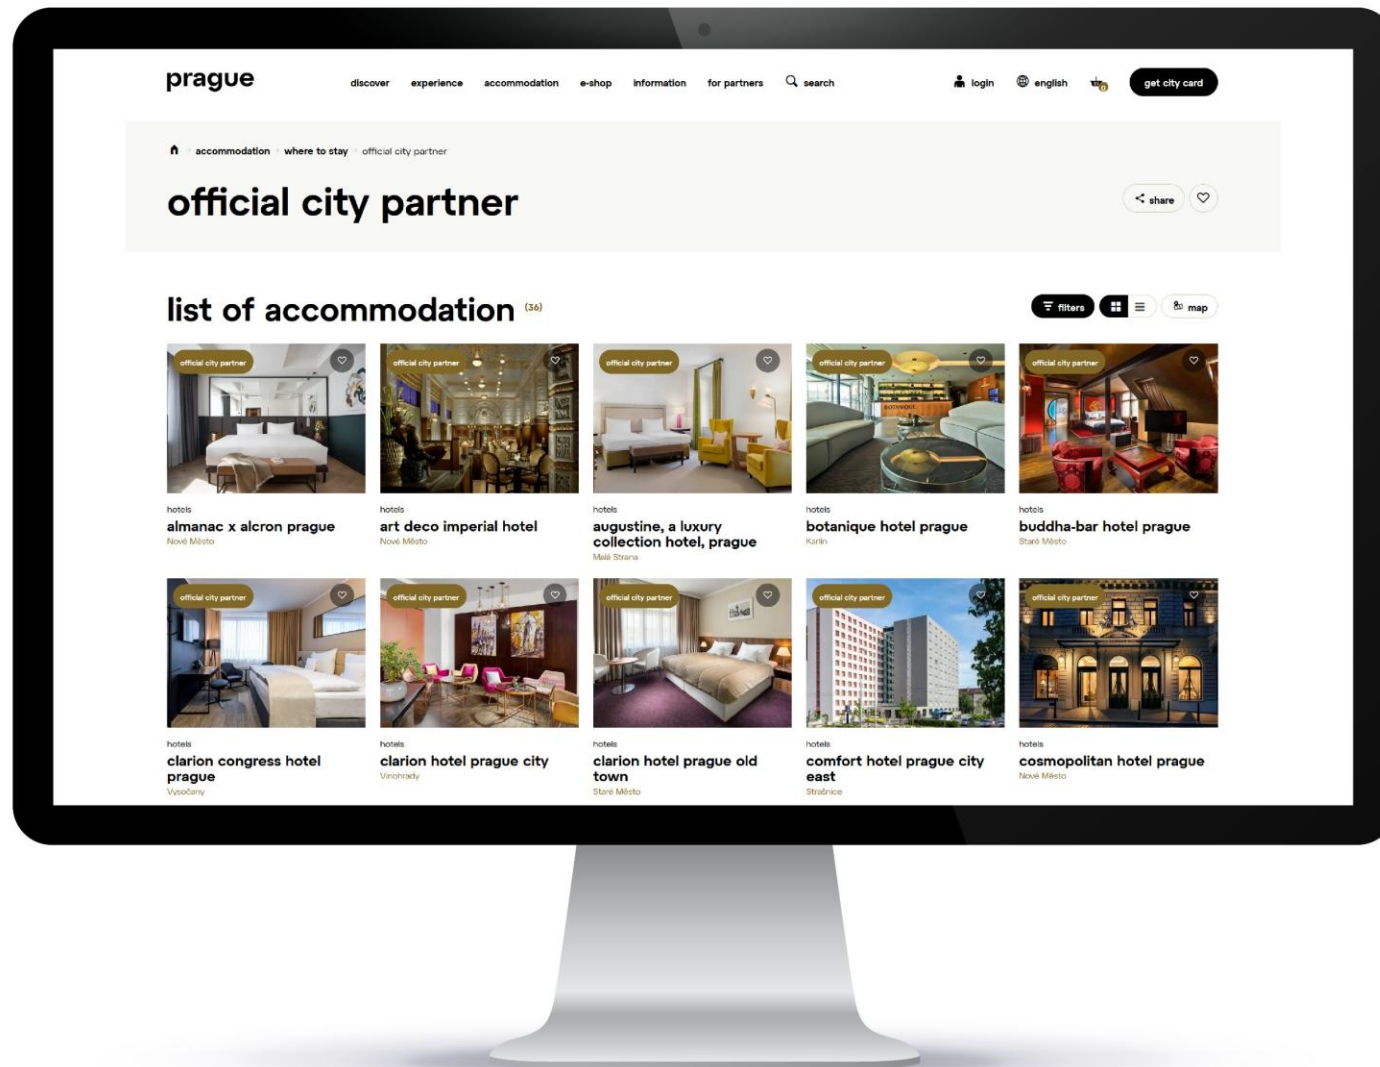 prague
discover experience accommodation e-shop information for partners search login english 0 get city card
accommodation where to stay official city partner
official city partner
share
list of accommodation (36)
filters map
official city partner official city partner official city partner official city partner official city partner
BOTANIQUE
hotels hotels hotels hotels hotels
almanac x alcron prague art deco imperial hotel augustine, a luxury botanique hotel prague buddha-bar hotel prague
collection hotel, prague
Nové Město Nové Město Malá Strana Karlín Staré Město
official city partner official city partner official city partner official city partner official city partner
hotels hotels hotels hotels hotels
clarion congress hotel clarion hotel prague city clarion hotel prague old comfort hotel prague city cosmopolitan hotel prague
prague town east
Vysočany Vinohrady Staré Město Strašnice Nové Město